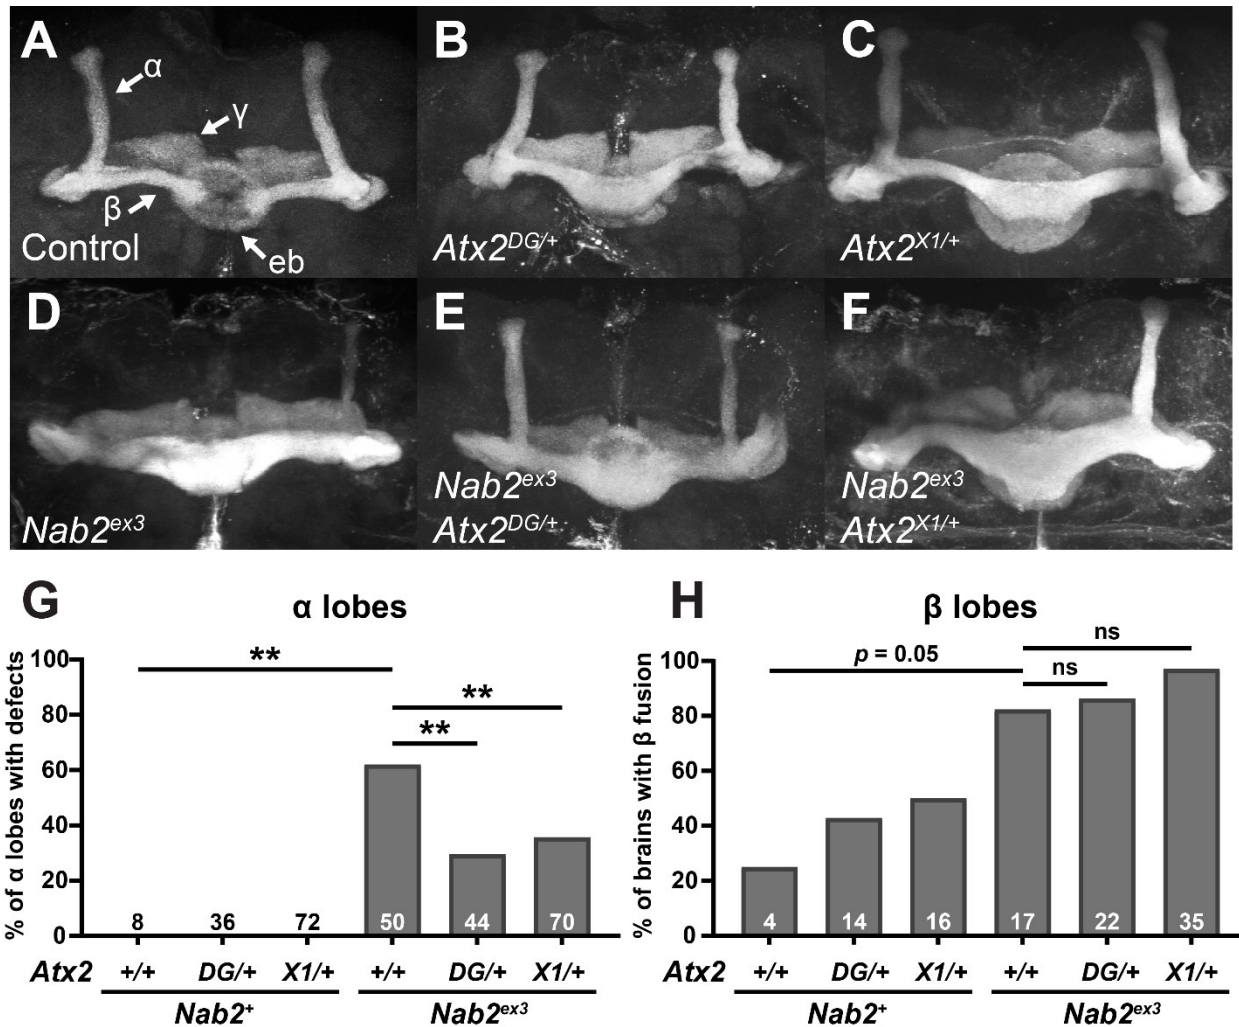 A
α
γ
β
eb
Control
B
Atx2DG/+
C
Atx2X1/+
D
Nab2ex3
E
Nab2ex3
Atx2DG/+
F
Nab2ex3
Atx2X1/+
G
α lobes
% of α lobes with defects
100
80
60
40
20
0
**
**
**
8 36 72 50 44 70
Atx2 +/+ DG/+ X1/+ +/+ DG/+ X1/+
Nab2+ Nab2ex3
H
β lobes
% of brains with β fusion
100
80
60
40
20
0
ns
p = 0.05
ns
4 14 16 17 22 35
Atx2 +/+ DG/+ X1/+ +/+ DG/+ X1/+
Nab2+ Nab2ex3